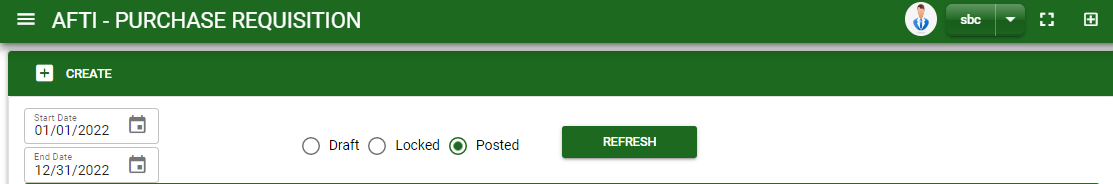 AFTI - PURCHASE REQUISITION
sbc
CREATE
Start Date
01/01/2022
End Date
12/31/2022
Draft Locked Posted
REFRESH